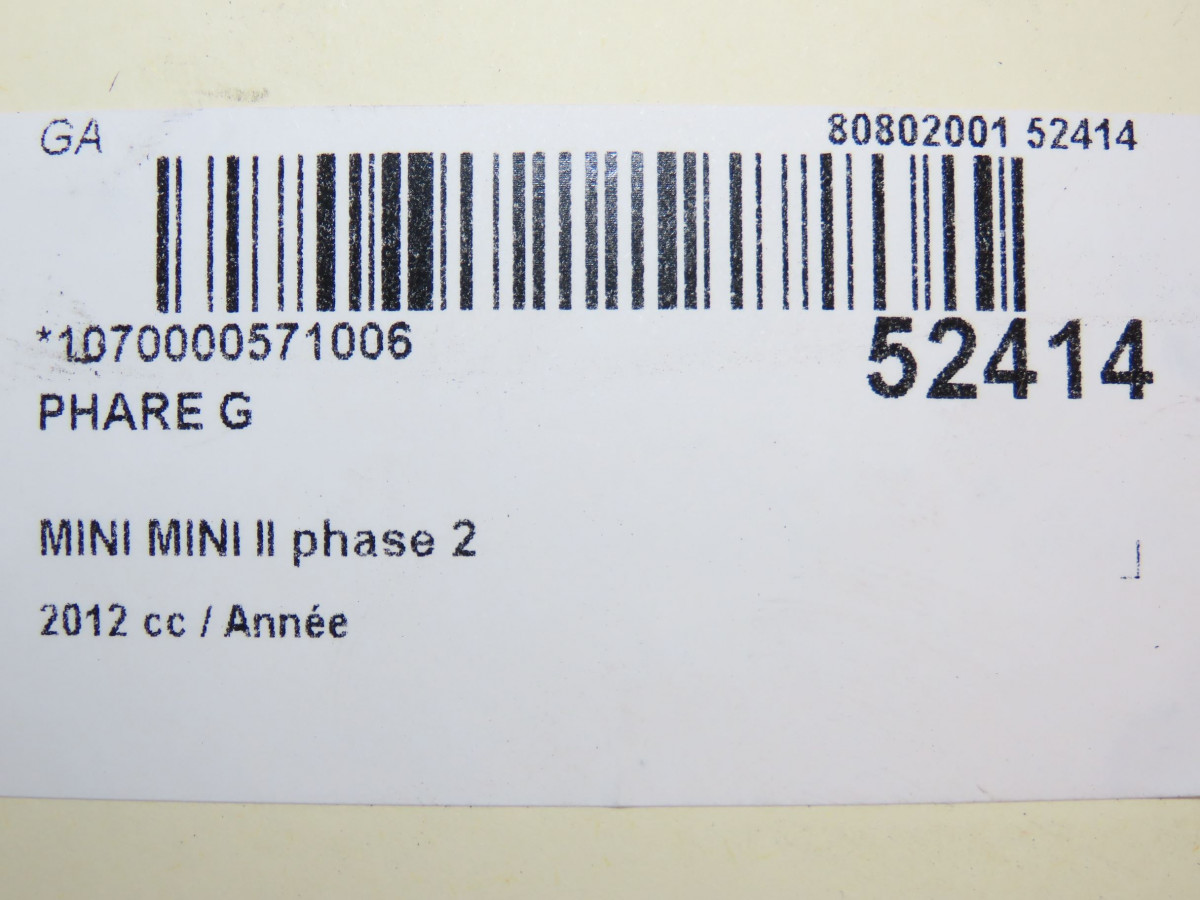 GA
80802001 52414
*1070000571006
52414
PHARE G
MINI MINI II phase 2
2012 cc / Année